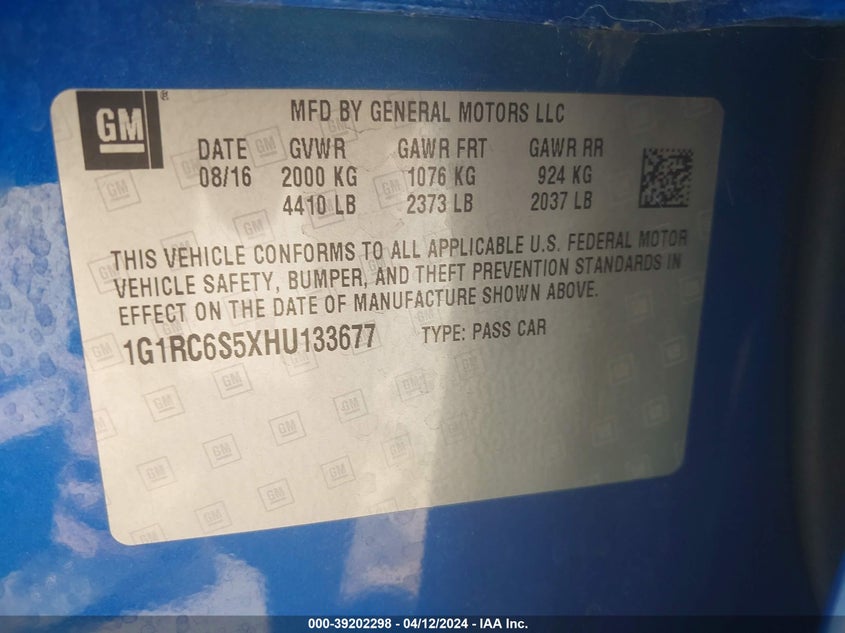 GM
MFD BY GENERAL MOTORS LLC
DATE GVWR GAWR FRT GAWR RR
08/16 2000 KG 1076 KG 924 KG
4410 LB 2373 LB 2037 LB
THIS VEHICLE CONFORMS TO ALL APPLICABLE U.S. FEDERAL MOTOR
VEHICLE SAFETY, BUMPER, AND THEFT PREVENTION STANDARDS IN
EFFECT ON THE DATE OF MANUFACTURE SHOWN ABOVE.
1G1RC6S5XHU133677 TYPE: PASS CAR
000-39202298 - 04/12/2024 - IAA Inc.